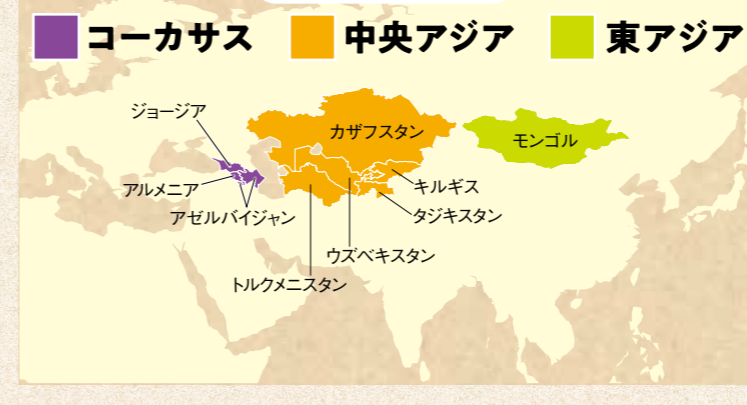 コーカサス 中央アジア 東アジア
ジョージア
カザフスタン
モンゴル
アルメニア
キルギス
アゼルバイジャン
タジキスタン
ウズベキスタン
トルクメニスタン